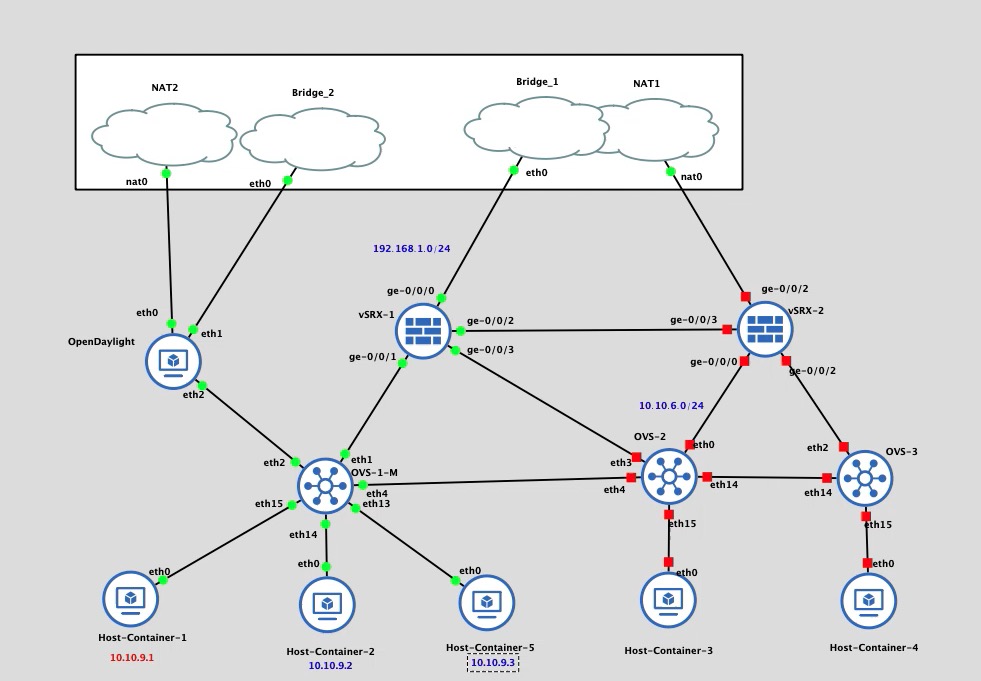 NAT2
Bridge_2
Bridge_1
NAT1
nat0
eth0
eth0
nat0
192.168.1.0/24
ge-0/0/0
ge-0/0/2
eth0
vSRX-1
ge-0/0/2
ge-0/0/3
vSRX-2
OpenDaylight
eth1
ge-0/0/1
ge-0/0/3
ge-0/0/0
ge-0/0/2
eth2
10.10.6.0/24
OVS-2
eth0
eth2
OVS-3
eth2
eth1
OVS-1-M
eth3
eth4
eth4
eth14
eth14
eth15
eth13
eth14
eth15
eth15
eth0
eth0
eth0
eth0
eth0
Host-Container-1
10.10.9.1
Host-Container-2
10.10.9.2
Host-Container-5
10.10.9.3
Host-Container-3
Host-Container-4